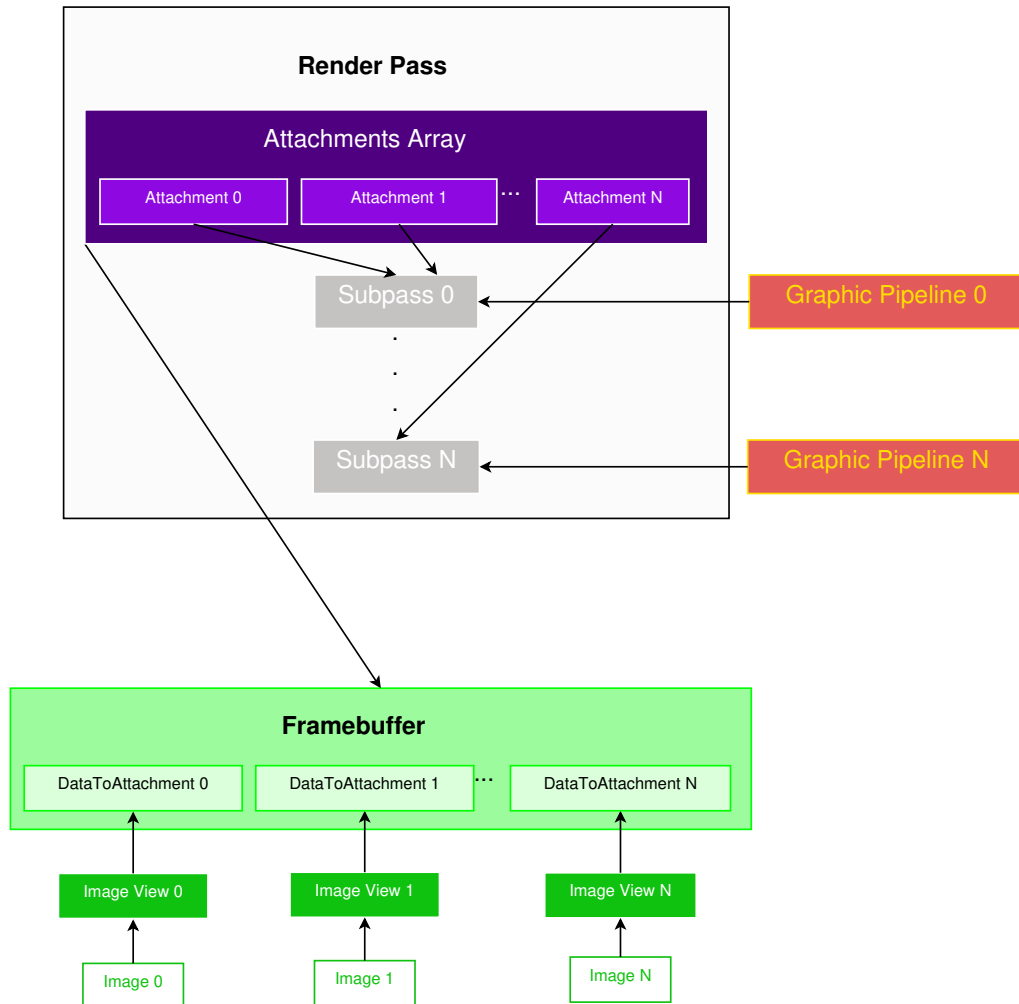 Render Pass
Attachments Array
Attachment 0
Attachment 1
...
Attachment N
Subpass 0
Graphic Pipeline 0
.
.
.
Subpass N
Graphic Pipeline N
Framebuffer
DataToAttachment 0
DataToAttachment 1
...
DataToAttachment N
Image View 0
Image View 1
Image View N
Image 0
Image 1
Image N